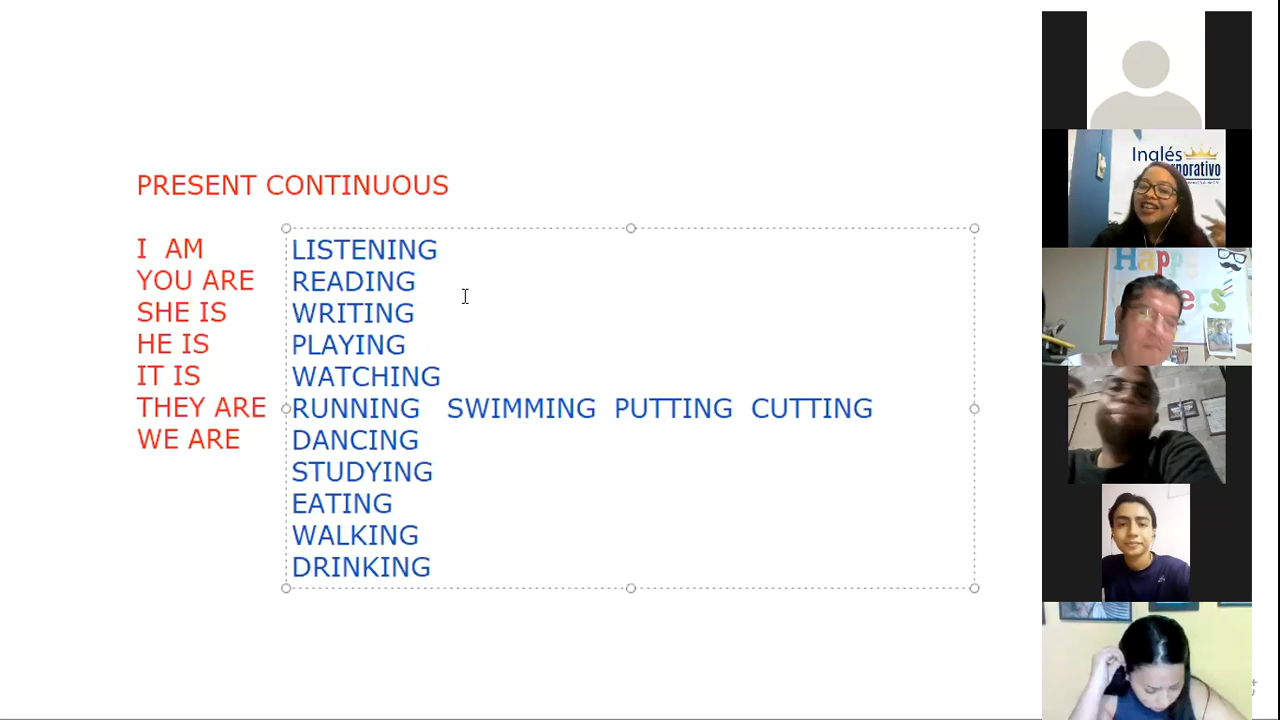 PRESENT CONTINUOUS
I AM LISTENING
YOU ARE READING
SHE IS WRITING
HE IS PLAYING
IT IS WATCHING
THEY ARE RUNNING SWIMMING PUTTING CUTTING
WE ARE DANCING
STUDYING
EATING
WALKING
DRINKING
Inglés